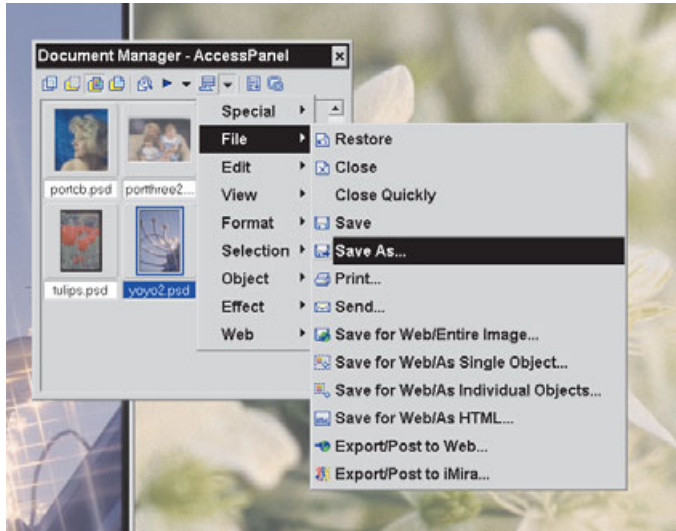 Document Manager - AccessPanel
Special
File
Edit
View
Format
Selection
Object
Effect
Web
Restore
Close
Close Quickly
Save
Save As...
Print...
Send...
Save for Web/Entire Image...
Save for Web/As Single Object...
Save for Web/As Individual Objects...
Save for Web/As HTML...
Export/Post to Web...
Export/Post to iMira...
portcb.psd
portthree2...
tulips.psd
yoyo2.psd